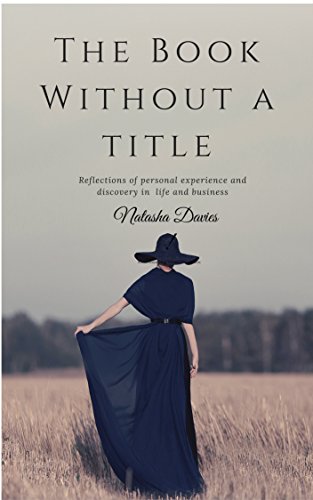 The Book
Without a
title
Reflections of personal experience and
discovery in life and business
Natasha Davies